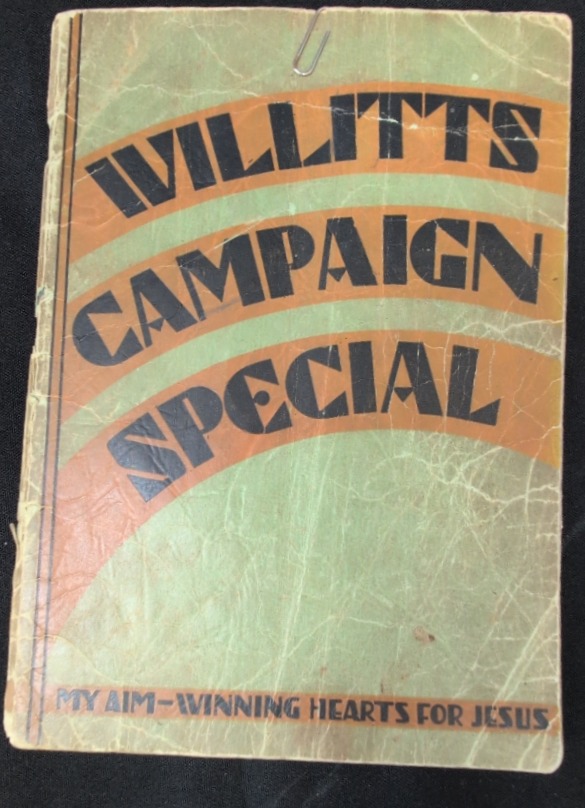 WILLITTS
CAMPAIGN
SPECIAL
MY AIM—WINNING HEARTS FOR JESUS